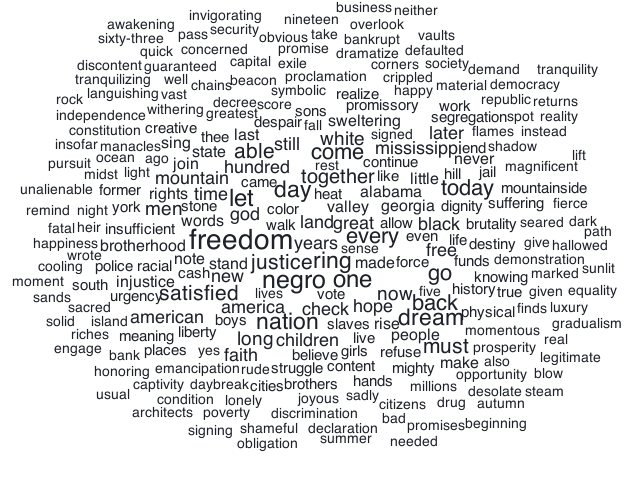 business neither
invigorating nineteen
awakening overlook
sixty-three pass security obvious take bankrupt vaults
quick concerned promise dramatize defaulted
discontent guaranteed capital exile corners society demand tranquility
tranquilizing well chains beacon proclamation crippled
languishing vast symbolic realize happy material democracy
rock decree score sons promissory work republic returns
independence withering greatest despair fall sweltering segregation spot reality
constitution creative thee last still white signed later flames instead
insofar manacles sing state able come mississippi end shadow
pursuit ocean ago join hundred rest continue never magnificent lift
midst light mountain came together like little hill jail
unalienable former rights time let day heat alabama today mountainside
remind night york men stone god color valley georgia dignity suffering fierce
fatal heir insufficient words walk land great allow black brutality seared dark path
happiness brotherhood freedom years every even life destiny give hallowed
wrote note sense free
cooling police racial stand justice ring made force funds demonstration
moment south injustice cash new negro one go knowing marked sunlit
sands urgency satisfied lives vote now five history true given equality
sacred america check hope back physical finds luxury
solid island american boys nation slaves rise dream gradualism
riches meaning liberty long children live people momentous real
engage bank places yes faith believe girls refuse must prosperity legitimate
honoring emancipation rude struggle content mighty make also
captivity daybreak cities brothers hands millions opportunity blow
usual condition lonely joyous sadly citizens drug desolate steam autumn
architects poverty discrimination bad
signing shameful declaration promises beginning
obligation summer needed